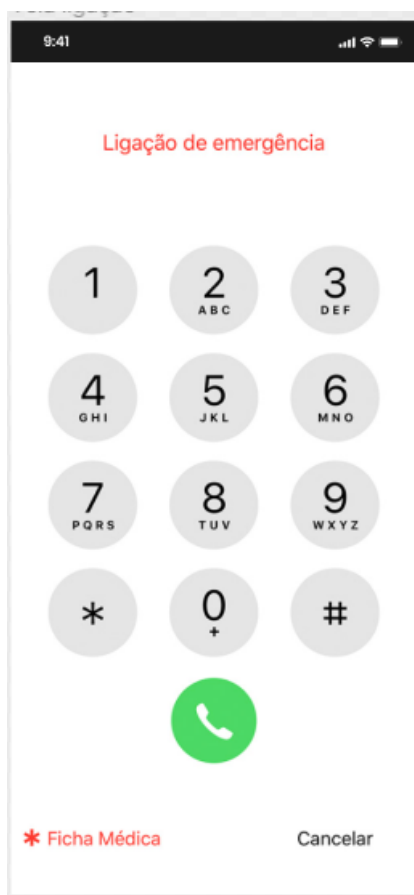 9:41
Ligação de emergência
1 2 3
ABC DEF
4 5 6
GHI JKL MNO
7 8 9
PQRS TUV WXYZ
* 0 #
+
* Ficha Médica Cancelar